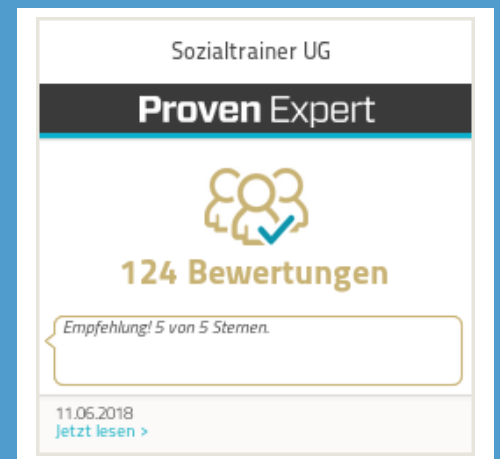 Sozialtrainer UG
Proven Expert
124 Bewertungen
Empfehlung! 5 von 5 Sternen.
11.06.2018
Jetzt lesen >